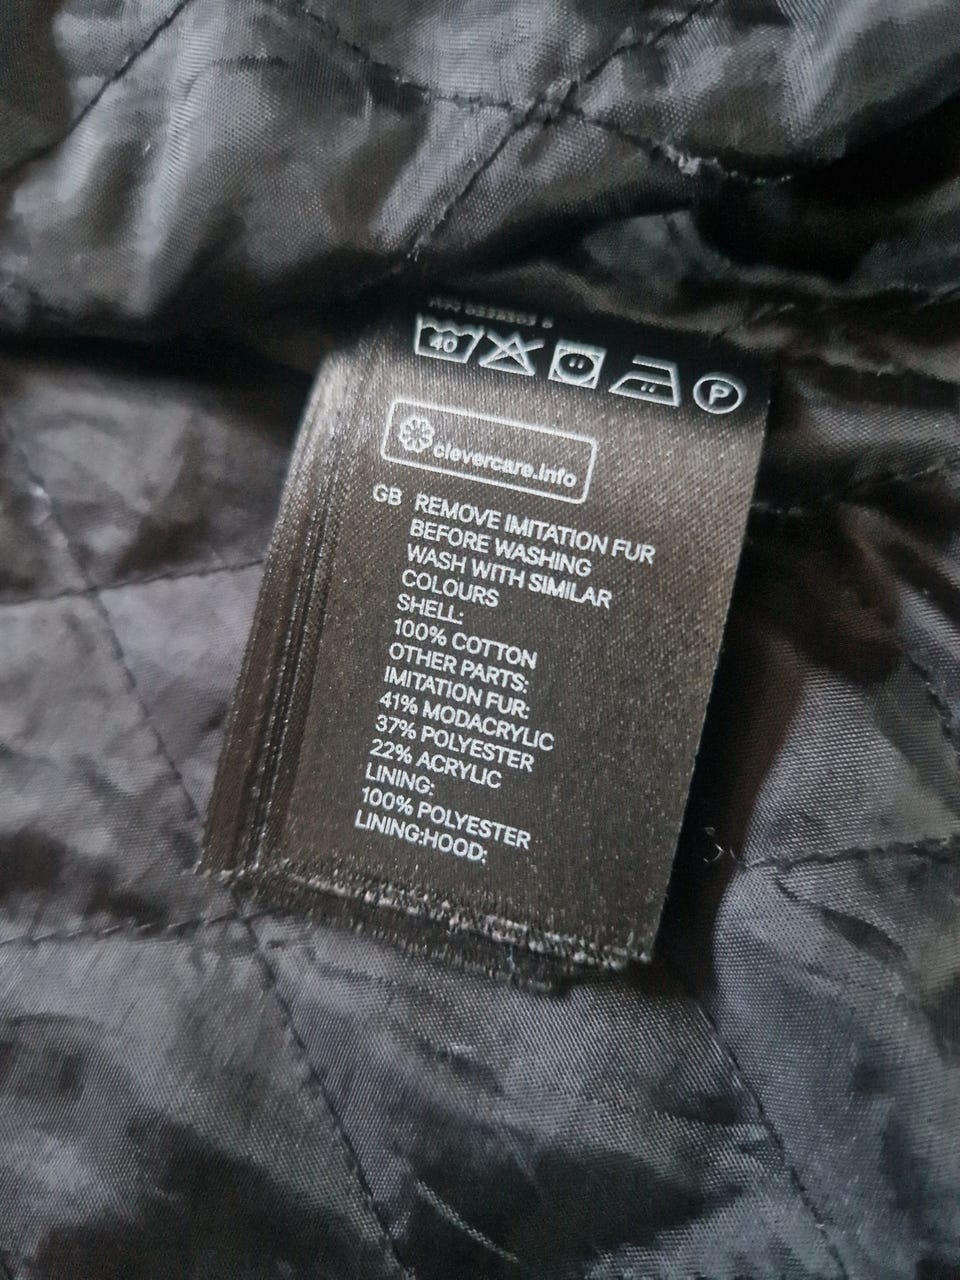 40
P
clevercare.info
GB REMOVE IMITATION FUR
BEFORE WASHING
WASH WITH SIMILAR
COLOURS
SHELL:
100% COTTON
OTHER PARTS:
IMITATION FUR:
41% MODACRYLIC
37% POLYESTER
22% ACRYLIC
LINING:
100% POLYESTER
LINING:HOOD: